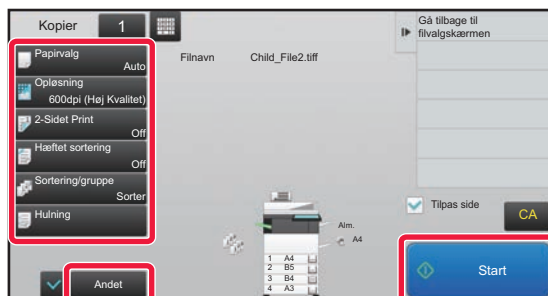 Kopier 1
Gå tilbage til
filvalgskærmen
Filnavn Child_File2.tiff
Papirvalg
Auto
Opløsning
600dpi (Høj Kvalitet)
2-Sidet Print
Off
Hæftet sortering
Off
Sortering/gruppe
Sorter
Hulning
Andet
Alm.
A4
1 A4
2 B5
3 B4
4 A3
Tilpas side
CA
Start